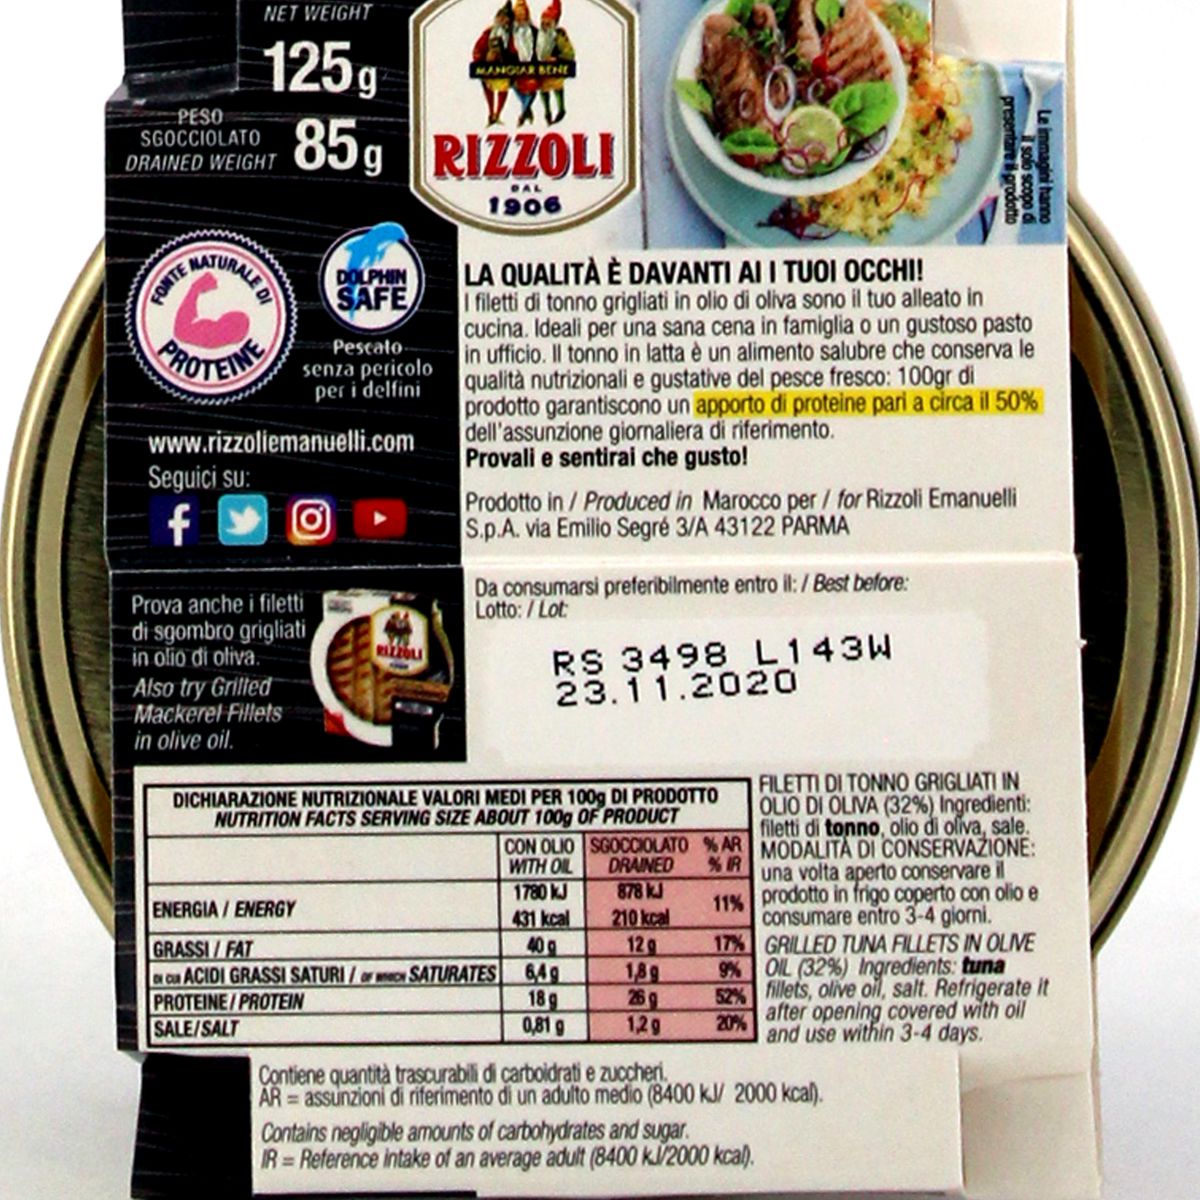 NET WEIGHT
125g
PESO
SGOCCIOLATO
DRAINED WEIGHT
85g
MANGIAR BENE
RIZZOLI
DAL
1906
Le immagini hanno
il solo scopo di
presentare il prodotto
FONTE NATURALE DI
PROTEINE
DOLPHIN
SAFE
Pescato
senza pericolo
per i delfini
www.rizzoliemanuelli.com
Seguici su:
LA QUALITÀ È DAVANTI AI I TUOI OCCHI!
I filetti di tonno grigliati in olio di oliva sono il tuo alleato in
cucina. Ideali per una sana cena in famiglia o un gustoso pasto
in ufficio. Il tonno in latta è un alimento salubre che conserva le
qualità nutrizionali e gustative del pesce fresco: 100gr di
prodotto garantiscono un apporto di proteine pari a circa il 50%
dell'assunzione giornaliera di riferimento.
Provali e sentirai che gusto!
Prodotto in / Produced in Marocco per / for Rizzoli Emanuelli
S.p.A. via Emilio Segré 3/A 43122 PARMA
Prova anche i filetti
di sgombro grigliati
in olio di oliva.
Also try Grilled
Mackerel Fillets
in olive oil.
RIZZOLI
Da consumarsi preferibilmente entro il: / Best before:
Lotto: / Lot:
RS 3498 L143W
23.11.2020
DICHIARAZIONE NUTRIZIONALE VALORI MEDI PER 100g DI PRODOTTO
NUTRITION FACTS SERVING SIZE ABOUT 100g OF PRODUCT
CON OLIO SGOCCIOLATO % AR
WITH OIL DRAINED % IR
ENERGIA / ENERGY 1780 kJ 878 kJ 11%
431 kcal 210 kcal
GRASSI / FAT 40 g 12 g 17%
DI CUI ACIDI GRASSI SATURI / OF WHICH SATURATES 6,4 g 1,8 g 9%
PROTEINE / PROTEIN 18 g 26 g 52%
SALE/SALT 0,81 g 1,2 g 20%
FILETTI DI TONNO GRIGLIATI IN
OLIO DI OLIVA (32%) Ingredienti:
filetti di tonno, olio di oliva, sale.
MODALITÀ DI CONSERVAZIONE:
una volta aperto conservare il
prodotto in frigo coperto con olio e
consumare entro 3-4 giorni.
GRILLED TUNA FILLETS IN OLIVE
OIL (32%) Ingredients: tuna
fillets, olive oil, salt. Refrigerate it
after opening covered with oil
and use within 3-4 days.
Contiene quantità trascurabili di carboidrati e zuccheri.
AR = assunzioni di riferimento di un adulto medio (8400 kJ/ 2000 kcal).
Contains negligible amounts of carbohydrates and sugar.
IR = Reference intake of an average adult (8400 kJ/2000 kcal).